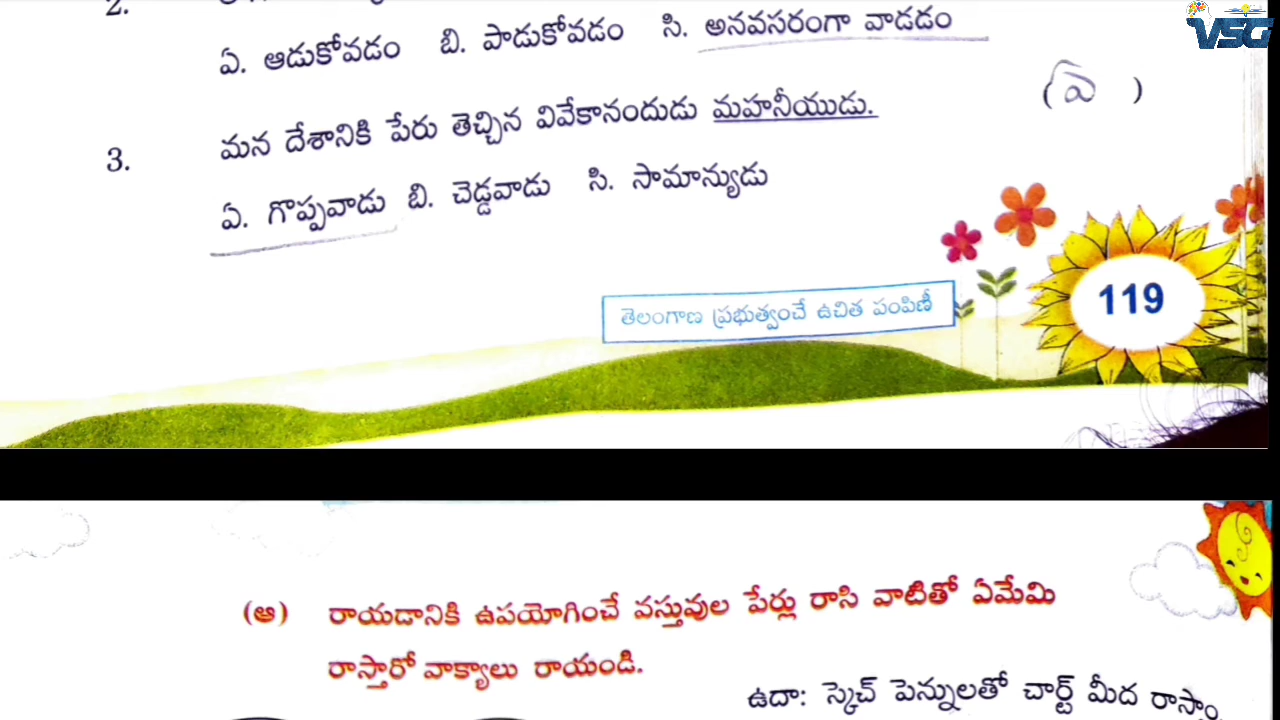 2.
ఏ. ఆడుకోవడం బి. పాడుకోవడం సి. అనవసరంగా వాడడం
3. మన దేశానికి పేరు తెచ్చిన వివేకానందుడు మహనీయుడు. ( ఏ )
ఏ. గొప్పవాడు బి. చెడ్డవాడు సి. సామాన్యుడు
తెలంగాణ ప్రభుత్వంచే ఉచిత పంపిణీ
119
(ఆ) రాయడానికి ఉపయోగించే వస్తువుల పేర్లు రాసి వాటితో ఏమేమి
రాస్తారో వాక్యాలు రాయండి.
ఉదా: స్కెచ్ పెన్నులతో చార్ట్ మీద
VSG